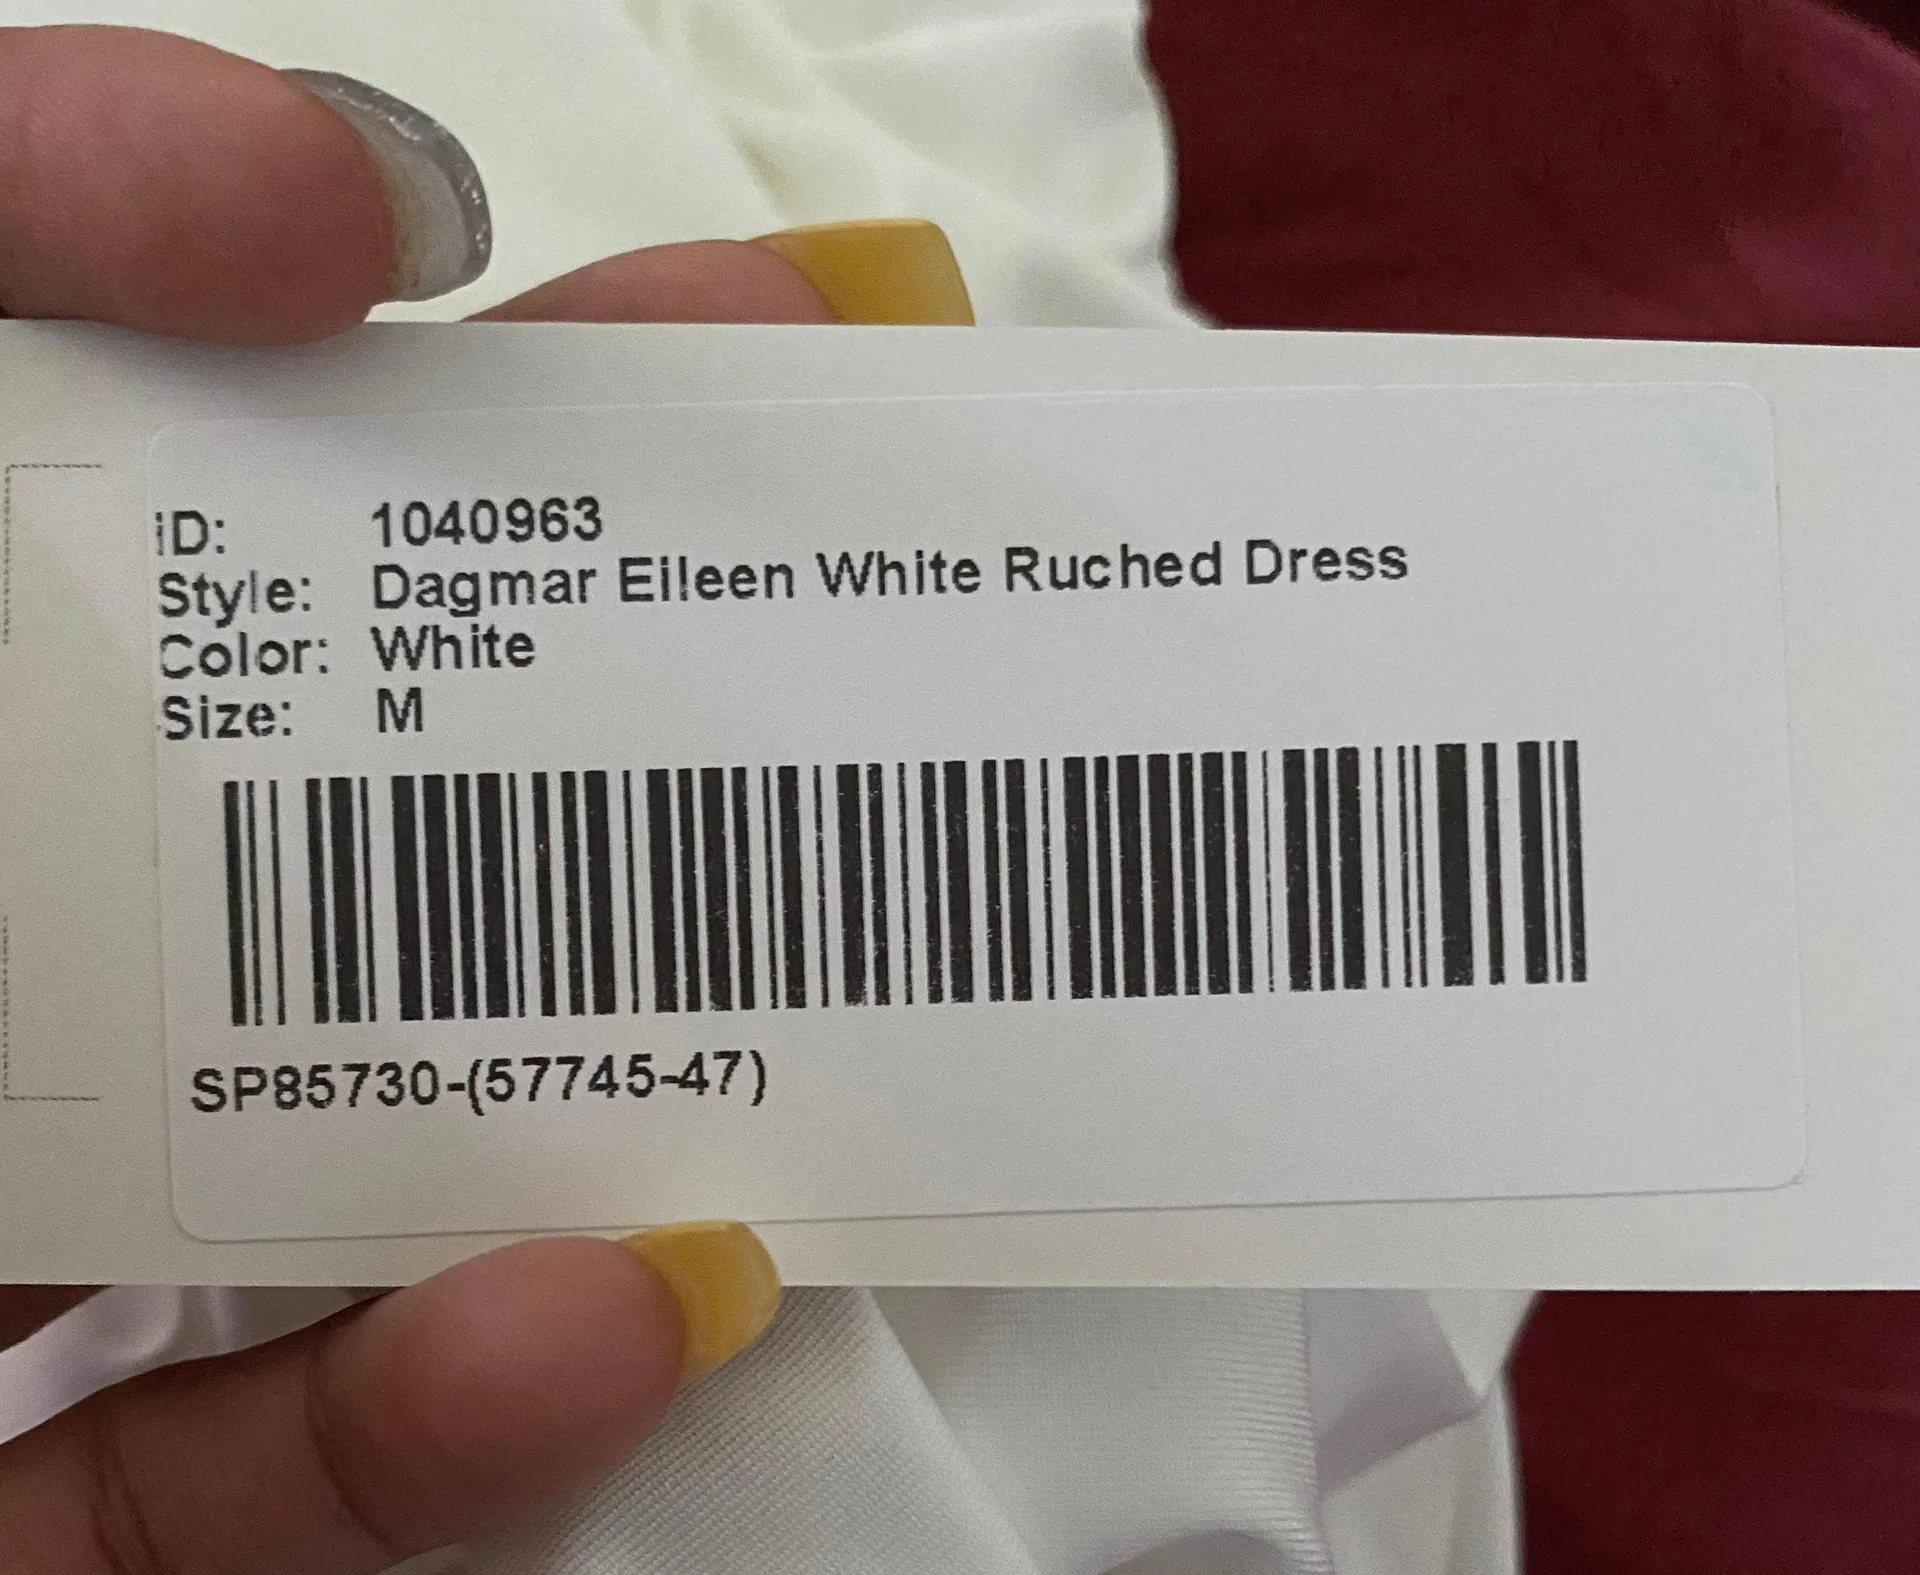 ID: 1040963
Style: Dagmar Eileen White Ruched Dress
Color: White
Size: M
SP85730-(57745-47)